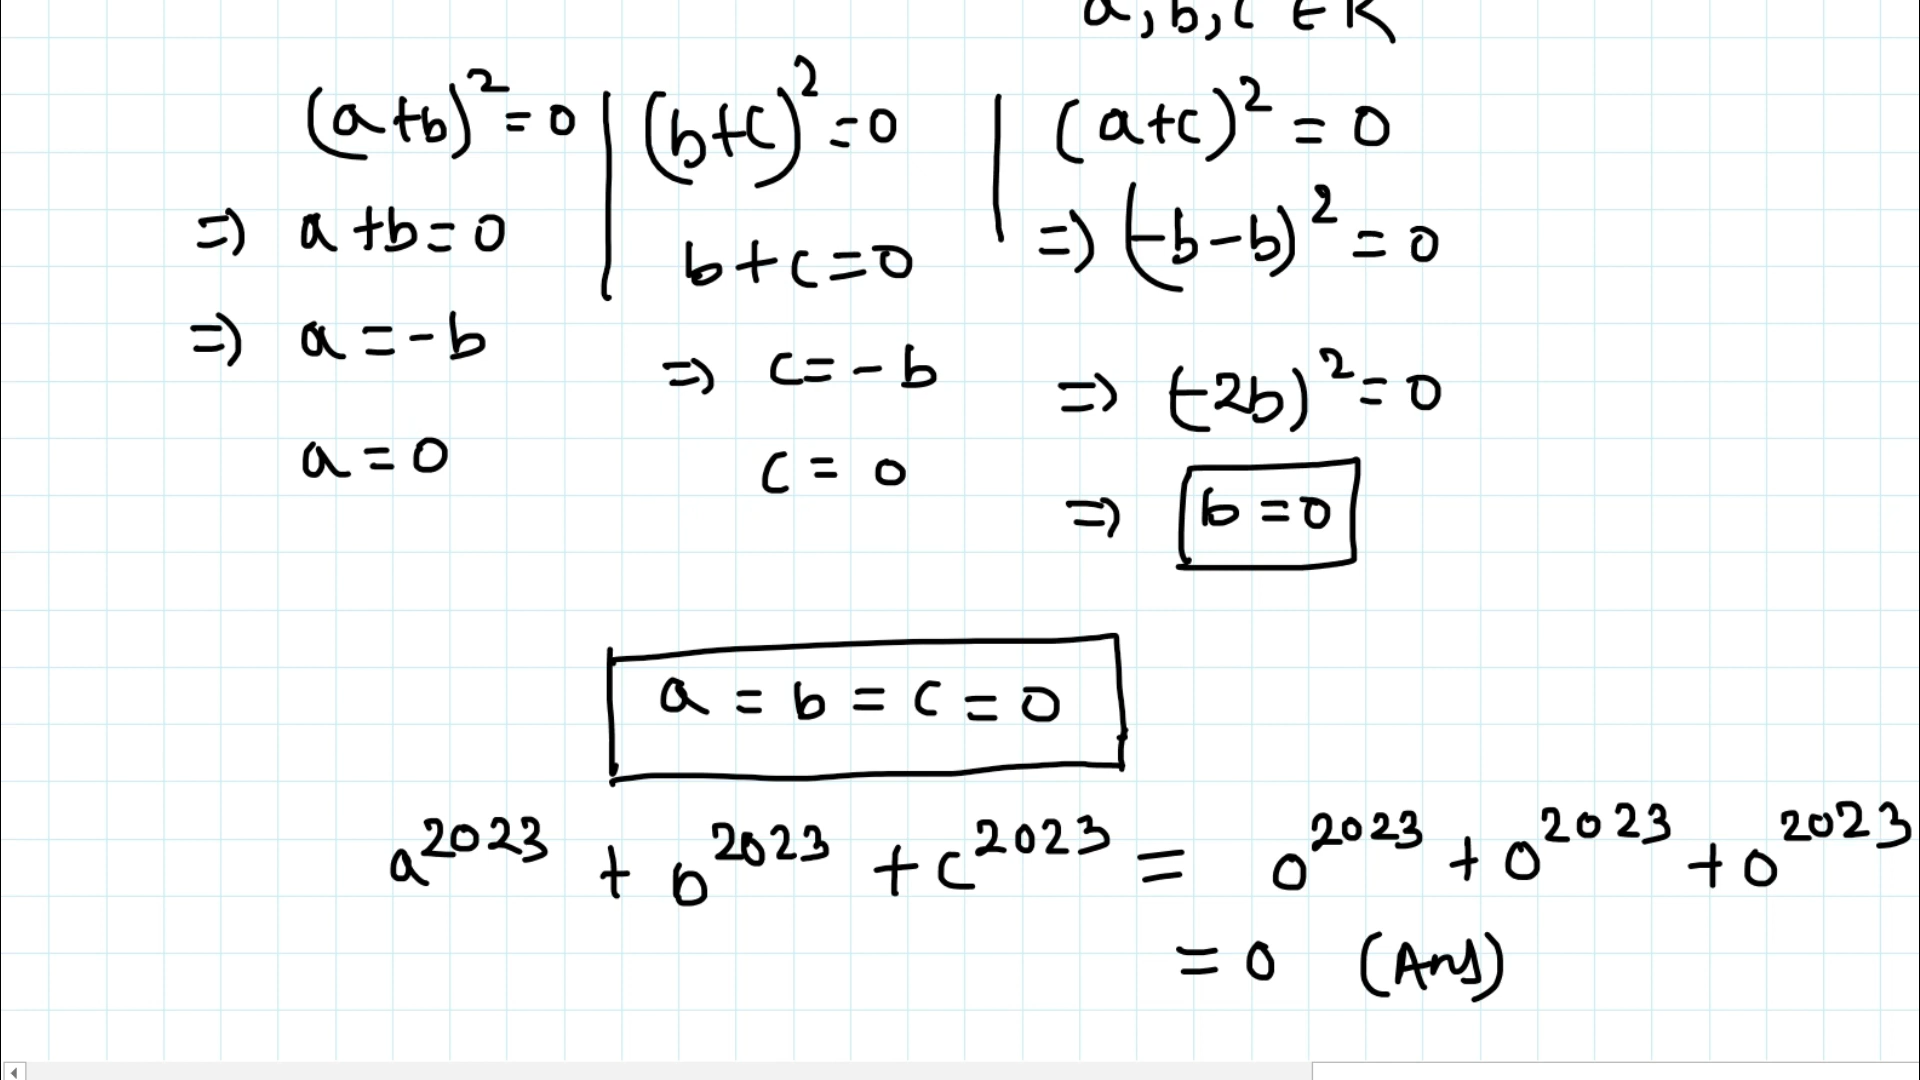 a, b, c ∈ R
(a+b)² = 0 | (b+c)² = 0 | (a+c)² = 0
⇒ a+b = 0
b+c = 0
⇒ (-b-b)² = 0
⇒ a = -b
⇒ c = -b
⇒ (-2b)² = 0
a = 0
c = 0
⇒ b = 0
a = b = c = 0
a²⁰²³ + b²⁰²³ + c²⁰²³ = 0²⁰²³ + 0²⁰²³ + 0²⁰²³
= 0 (Ans)